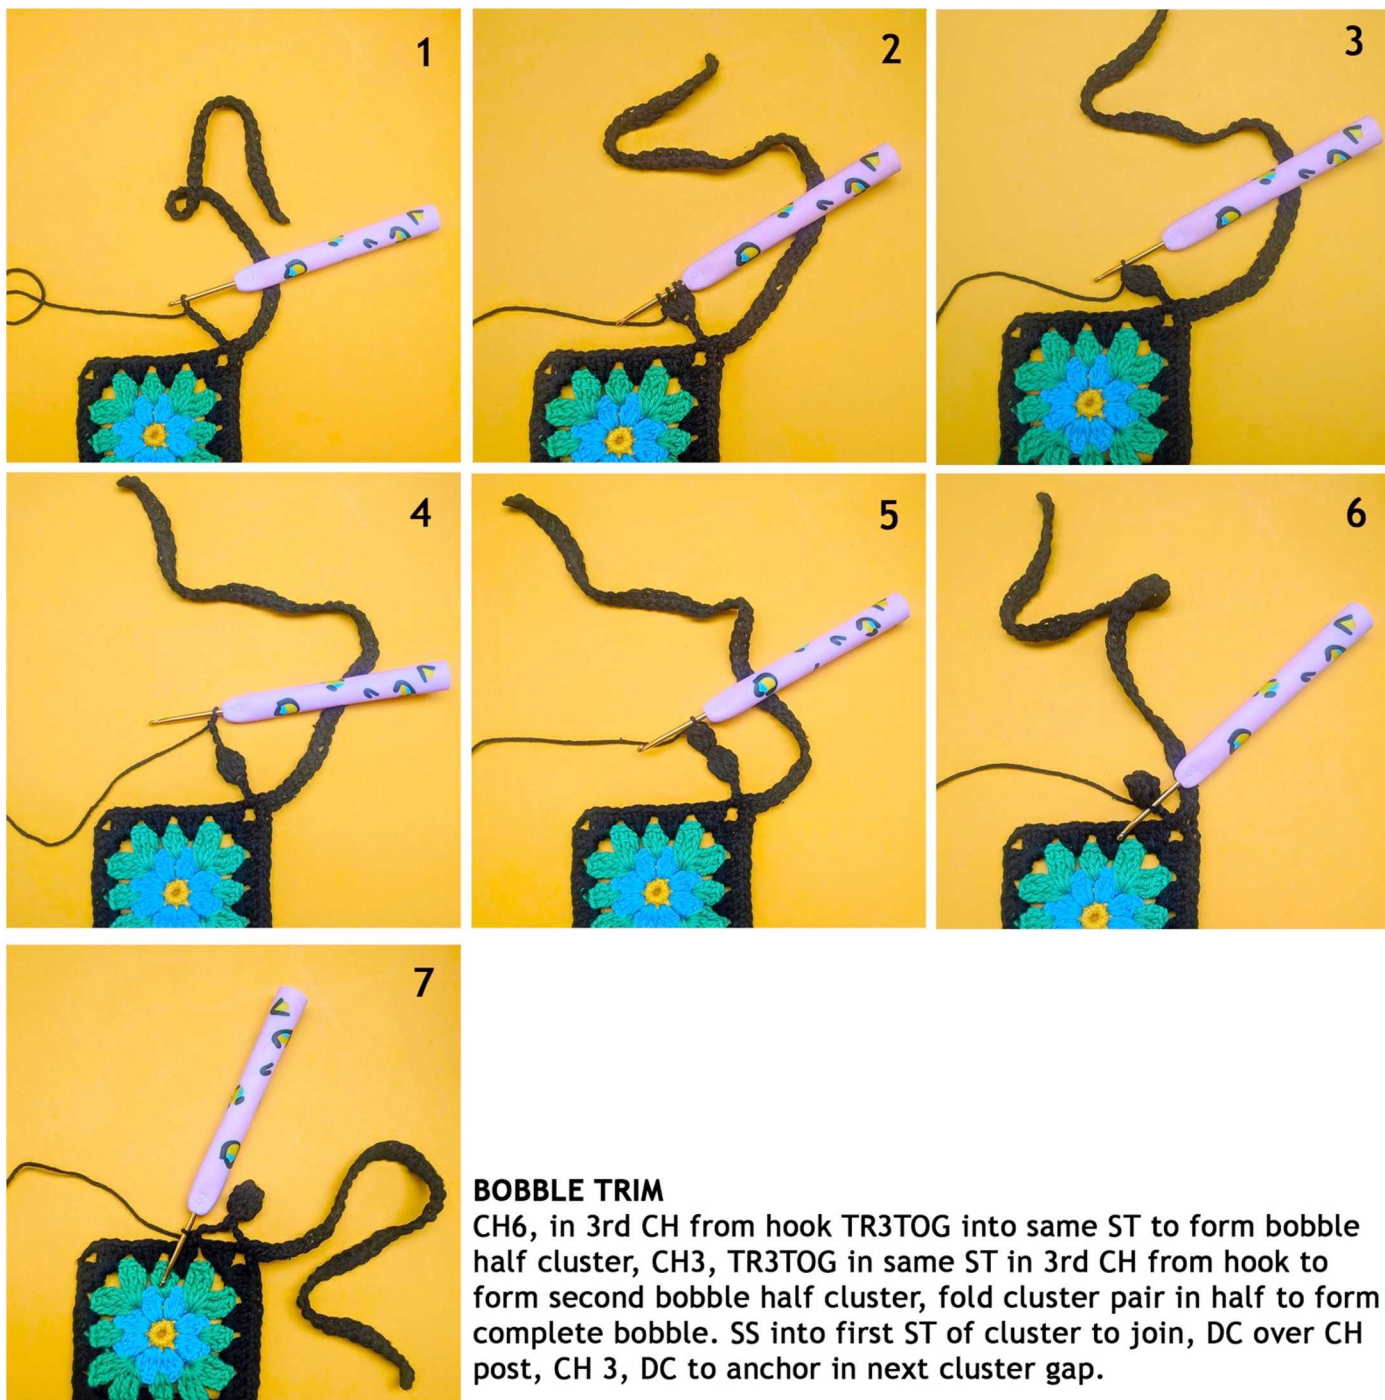 1
2
3
4
5
6
7
BOBBLE TRIM
CH6, in 3rd CH from hook TR3TOG into same ST to form bobble
half cluster, CH3, TR3TOG in same ST in 3rd CH from hook to
form second bobble half cluster, fold cluster pair in half to form
complete bobble. SS into first ST of cluster to join, DC over CH
post, CH 3, DC to anchor in next cluster gap.